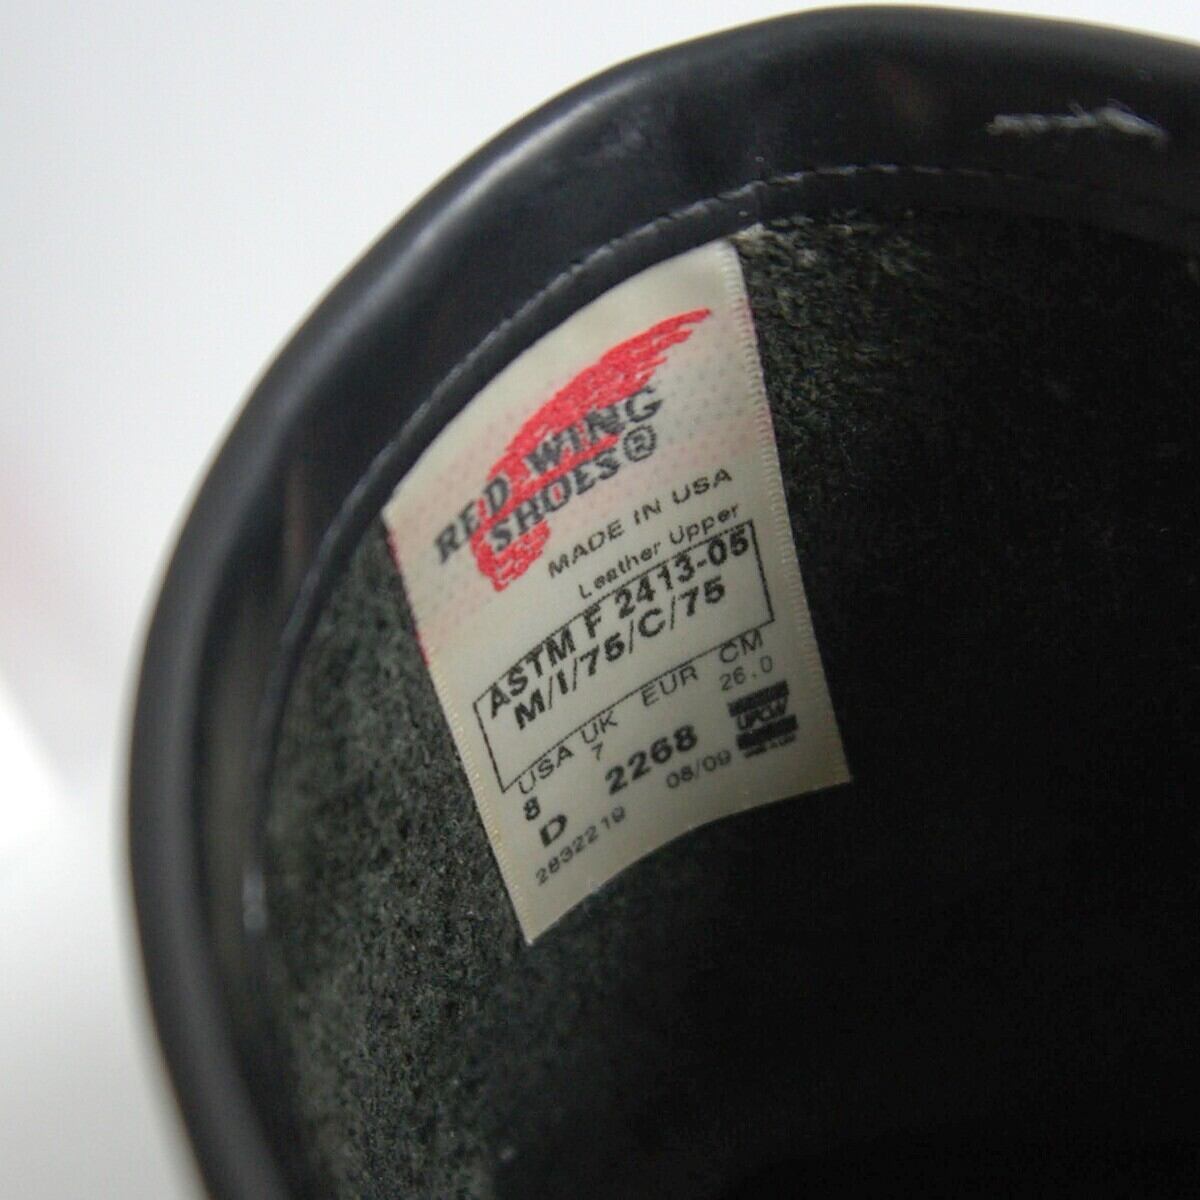 RED WING
SHOES®
MADE IN USA
Leather Upper
ASTM F 2413-05
M/I/75/C/75
USA UK EUR CM
8 7 26.0
D 2268
2832219 08/09
UPCW